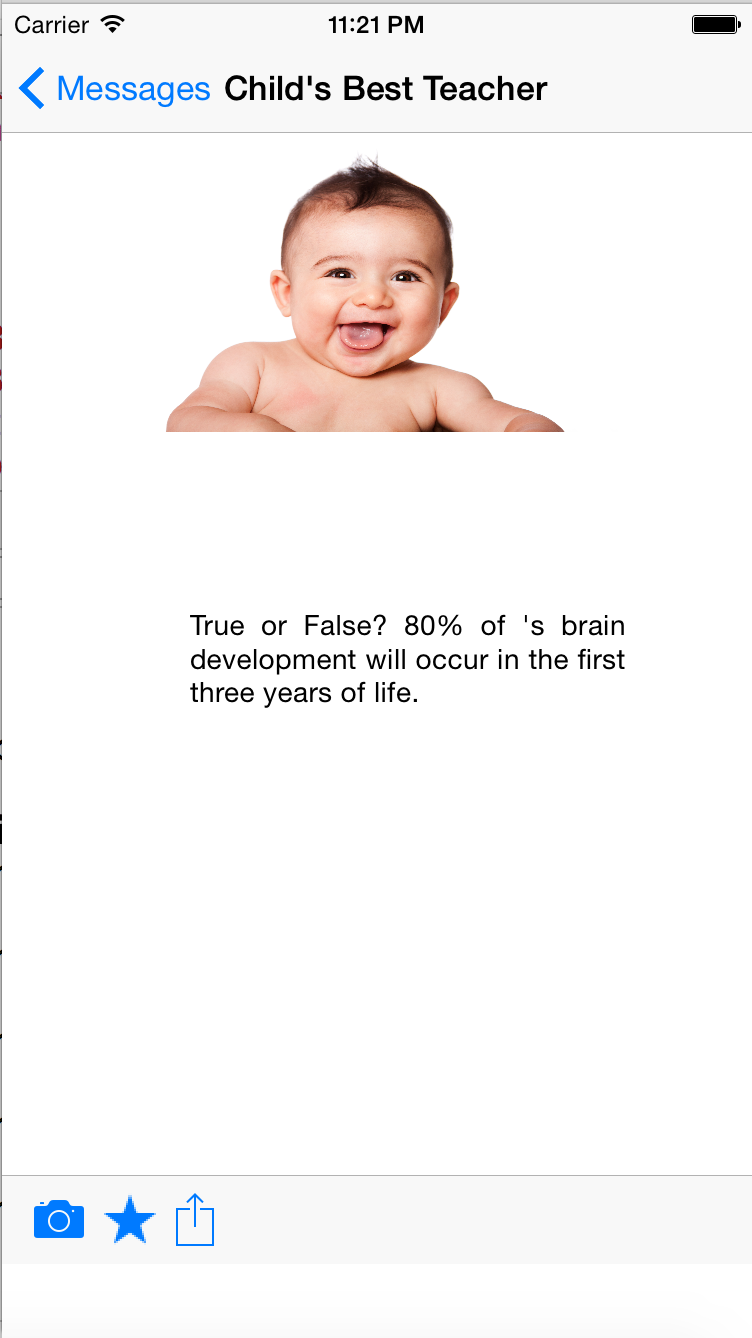 Carrier 11:21 PM
Messages Child's Best Teacher
True or False? 80% of 's brain
development will occur in the first
three years of life.